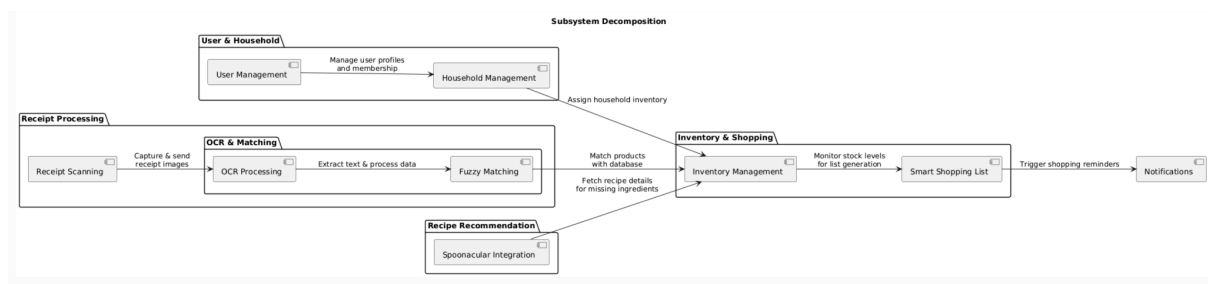 Subsystem Decomposition
User & Household
User Management
Manage user profiles
and membership
Household Management
Assign household inventory
Receipt Processing
Receipt Scanning
Capture & send
receipt images
OCR & Matching
OCR Processing
Extract text & process data
Fuzzy Matching
Match products
with database
Fetch recipe details
for missing ingredients
Inventory & Shopping
Inventory Management
Monitor stock levels
for list generation
Smart Shopping List
Trigger shopping reminders
Notifications
Recipe Recommendation
Spoonacular Integration